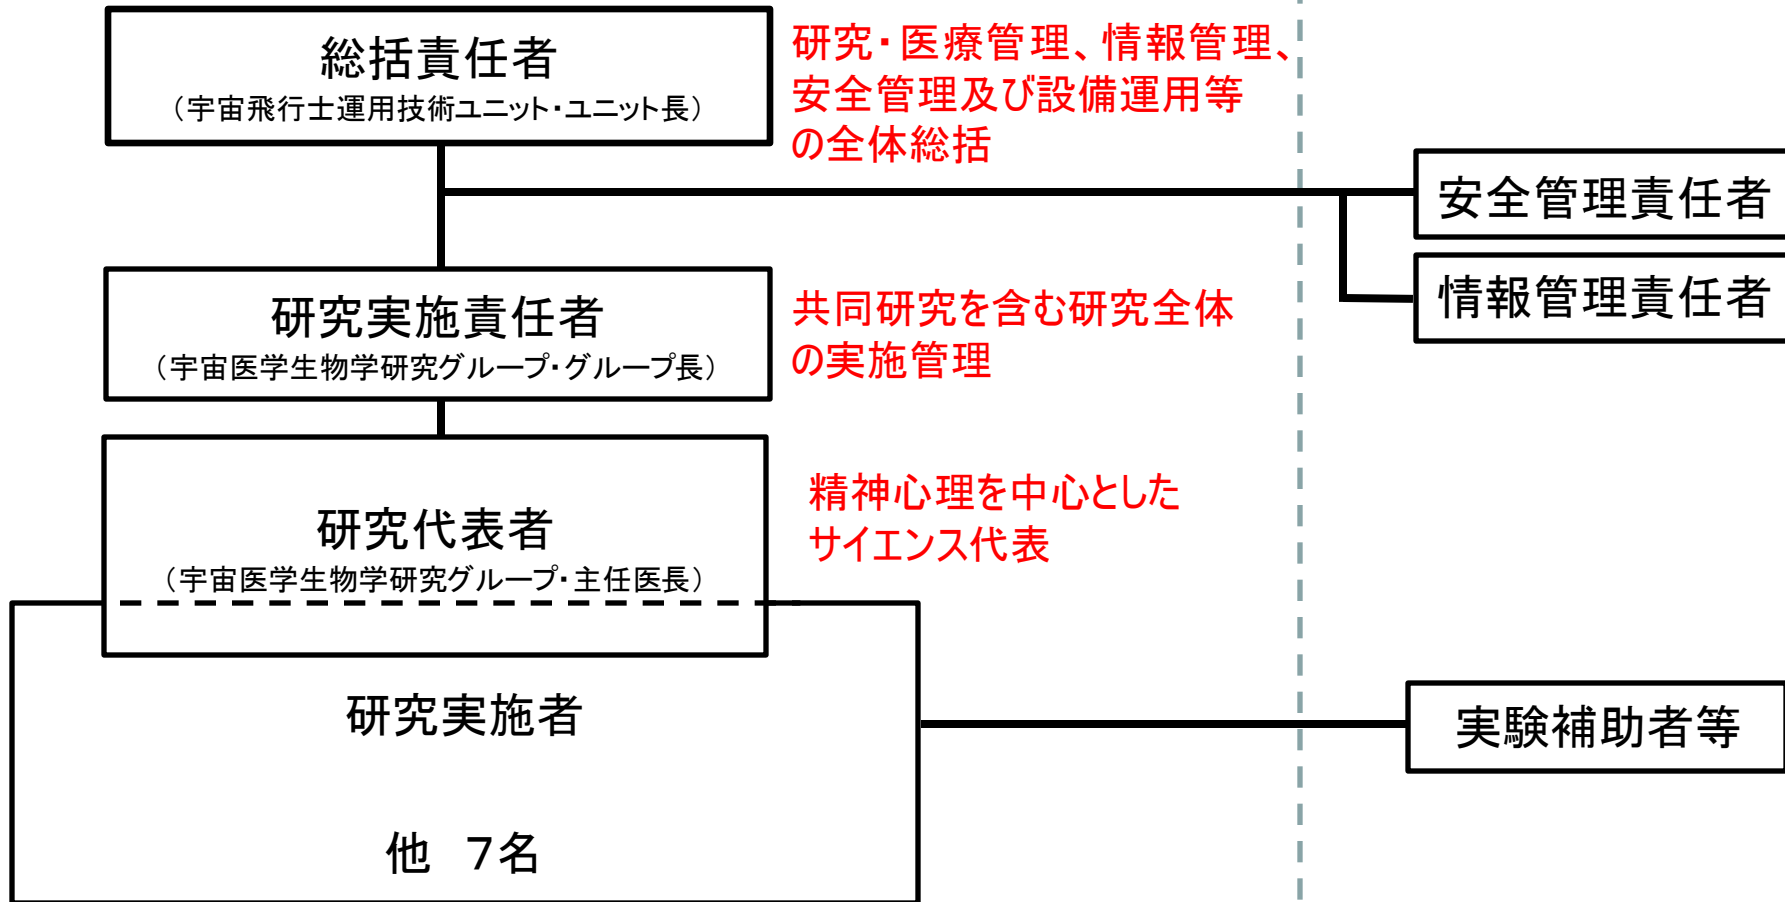 総括責任者
（宇宙飛行士運用技術ユニット・ユニット長）
研究・医療管理、情報管理、
安全管理及び設備運用等
の全体総括
安全管理責任者
情報管理責任者
研究実施責任者
（宇宙医学生物学研究グループ・グループ長）
共同研究を含む研究全体
の実施管理
研究代表者
（宇宙医学生物学研究グループ・主任医長）
精神心理を中心とした
サイエンス代表
研究実施者
他　7名
実験補助者等